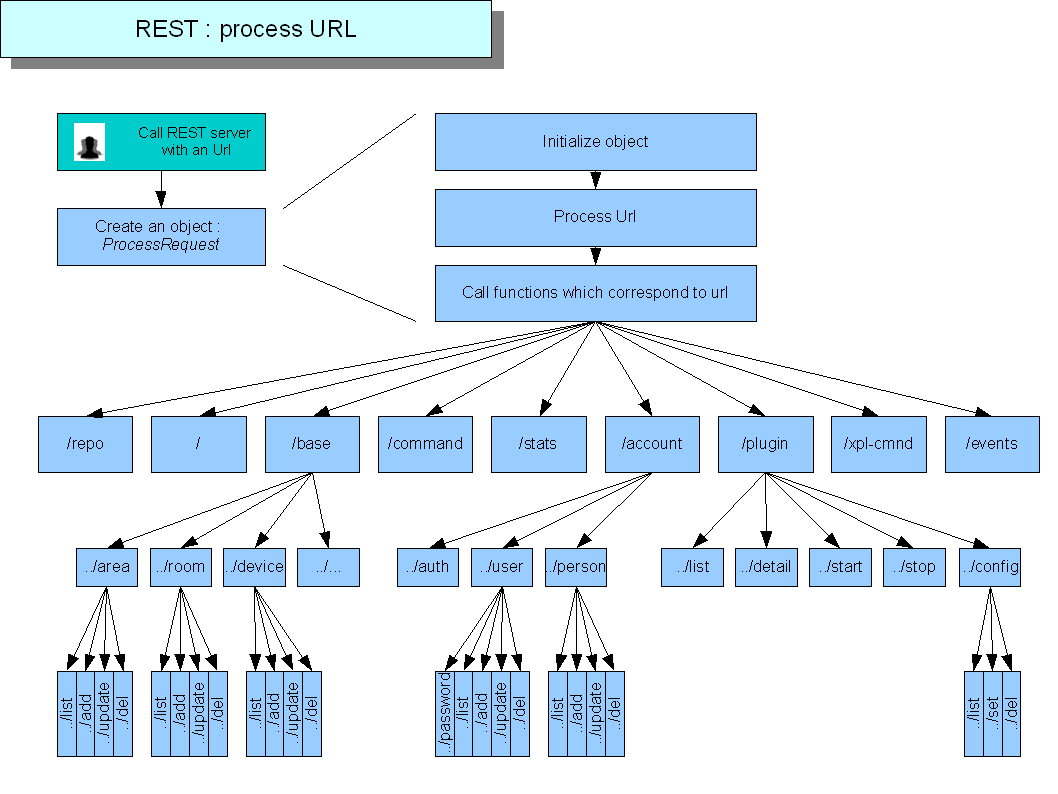 REST : process URL
Call REST server
with an Url
Create an object :
ProcessRequest
Initialize object
Process Url
Call functions which correspond to url
/repo
/
/base
/command
/stats
/account
/plugin
/xpl-cmnd
/events
../area
../room
../device
../...
../auth
../user
../person
../list
../detail
../start
../stop
../config
../list
../add
../update
../del
../list
../add
../update
../del
../list
../add
../update
../del
../password
../list
../add
../update
../del
../list
../add
../update
../del
../list
../set
../del